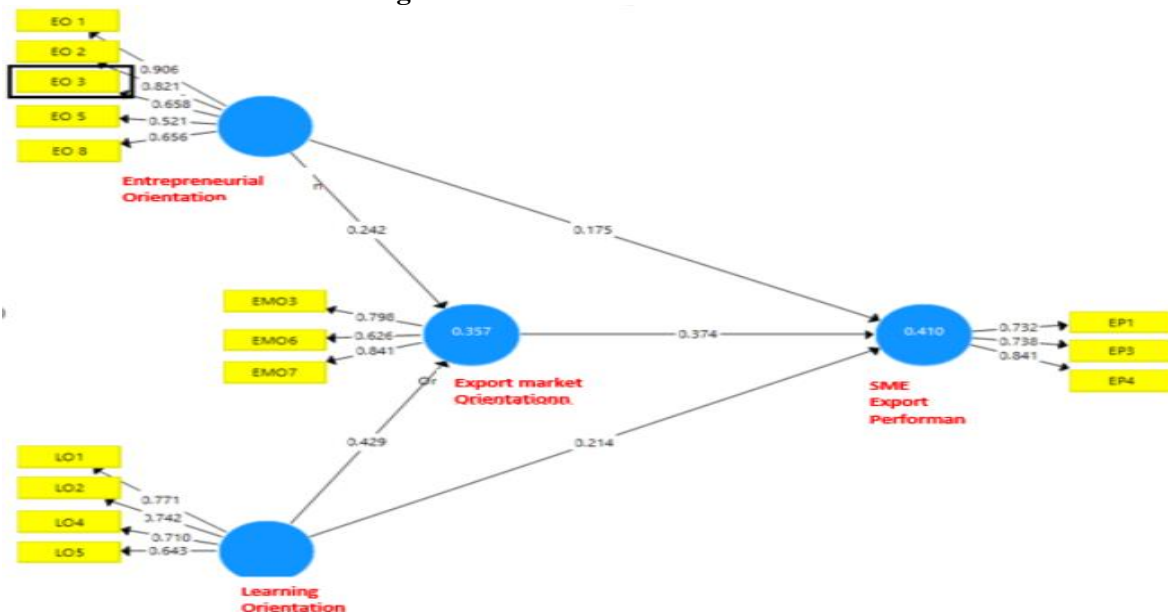 EO 1
EO 2
EO 3
EO 5
EO 8
0.906
0.821
0.658
0.521
0.656
Entrepreneurial
Orientation
n
0.242
0.175
EMO3
EMO6
EMO7
0.798
0.626
0.841
0.357
Or
Export market
Orientationn
0.374
0.410
0.732
0.738
0.841
EP1
EP3
EP4
SME
Export
Performan
0.429
0.214
LO1
LO2
LO4
LO5
0.771
0.742
0.710
0.643
Learning
Orientation